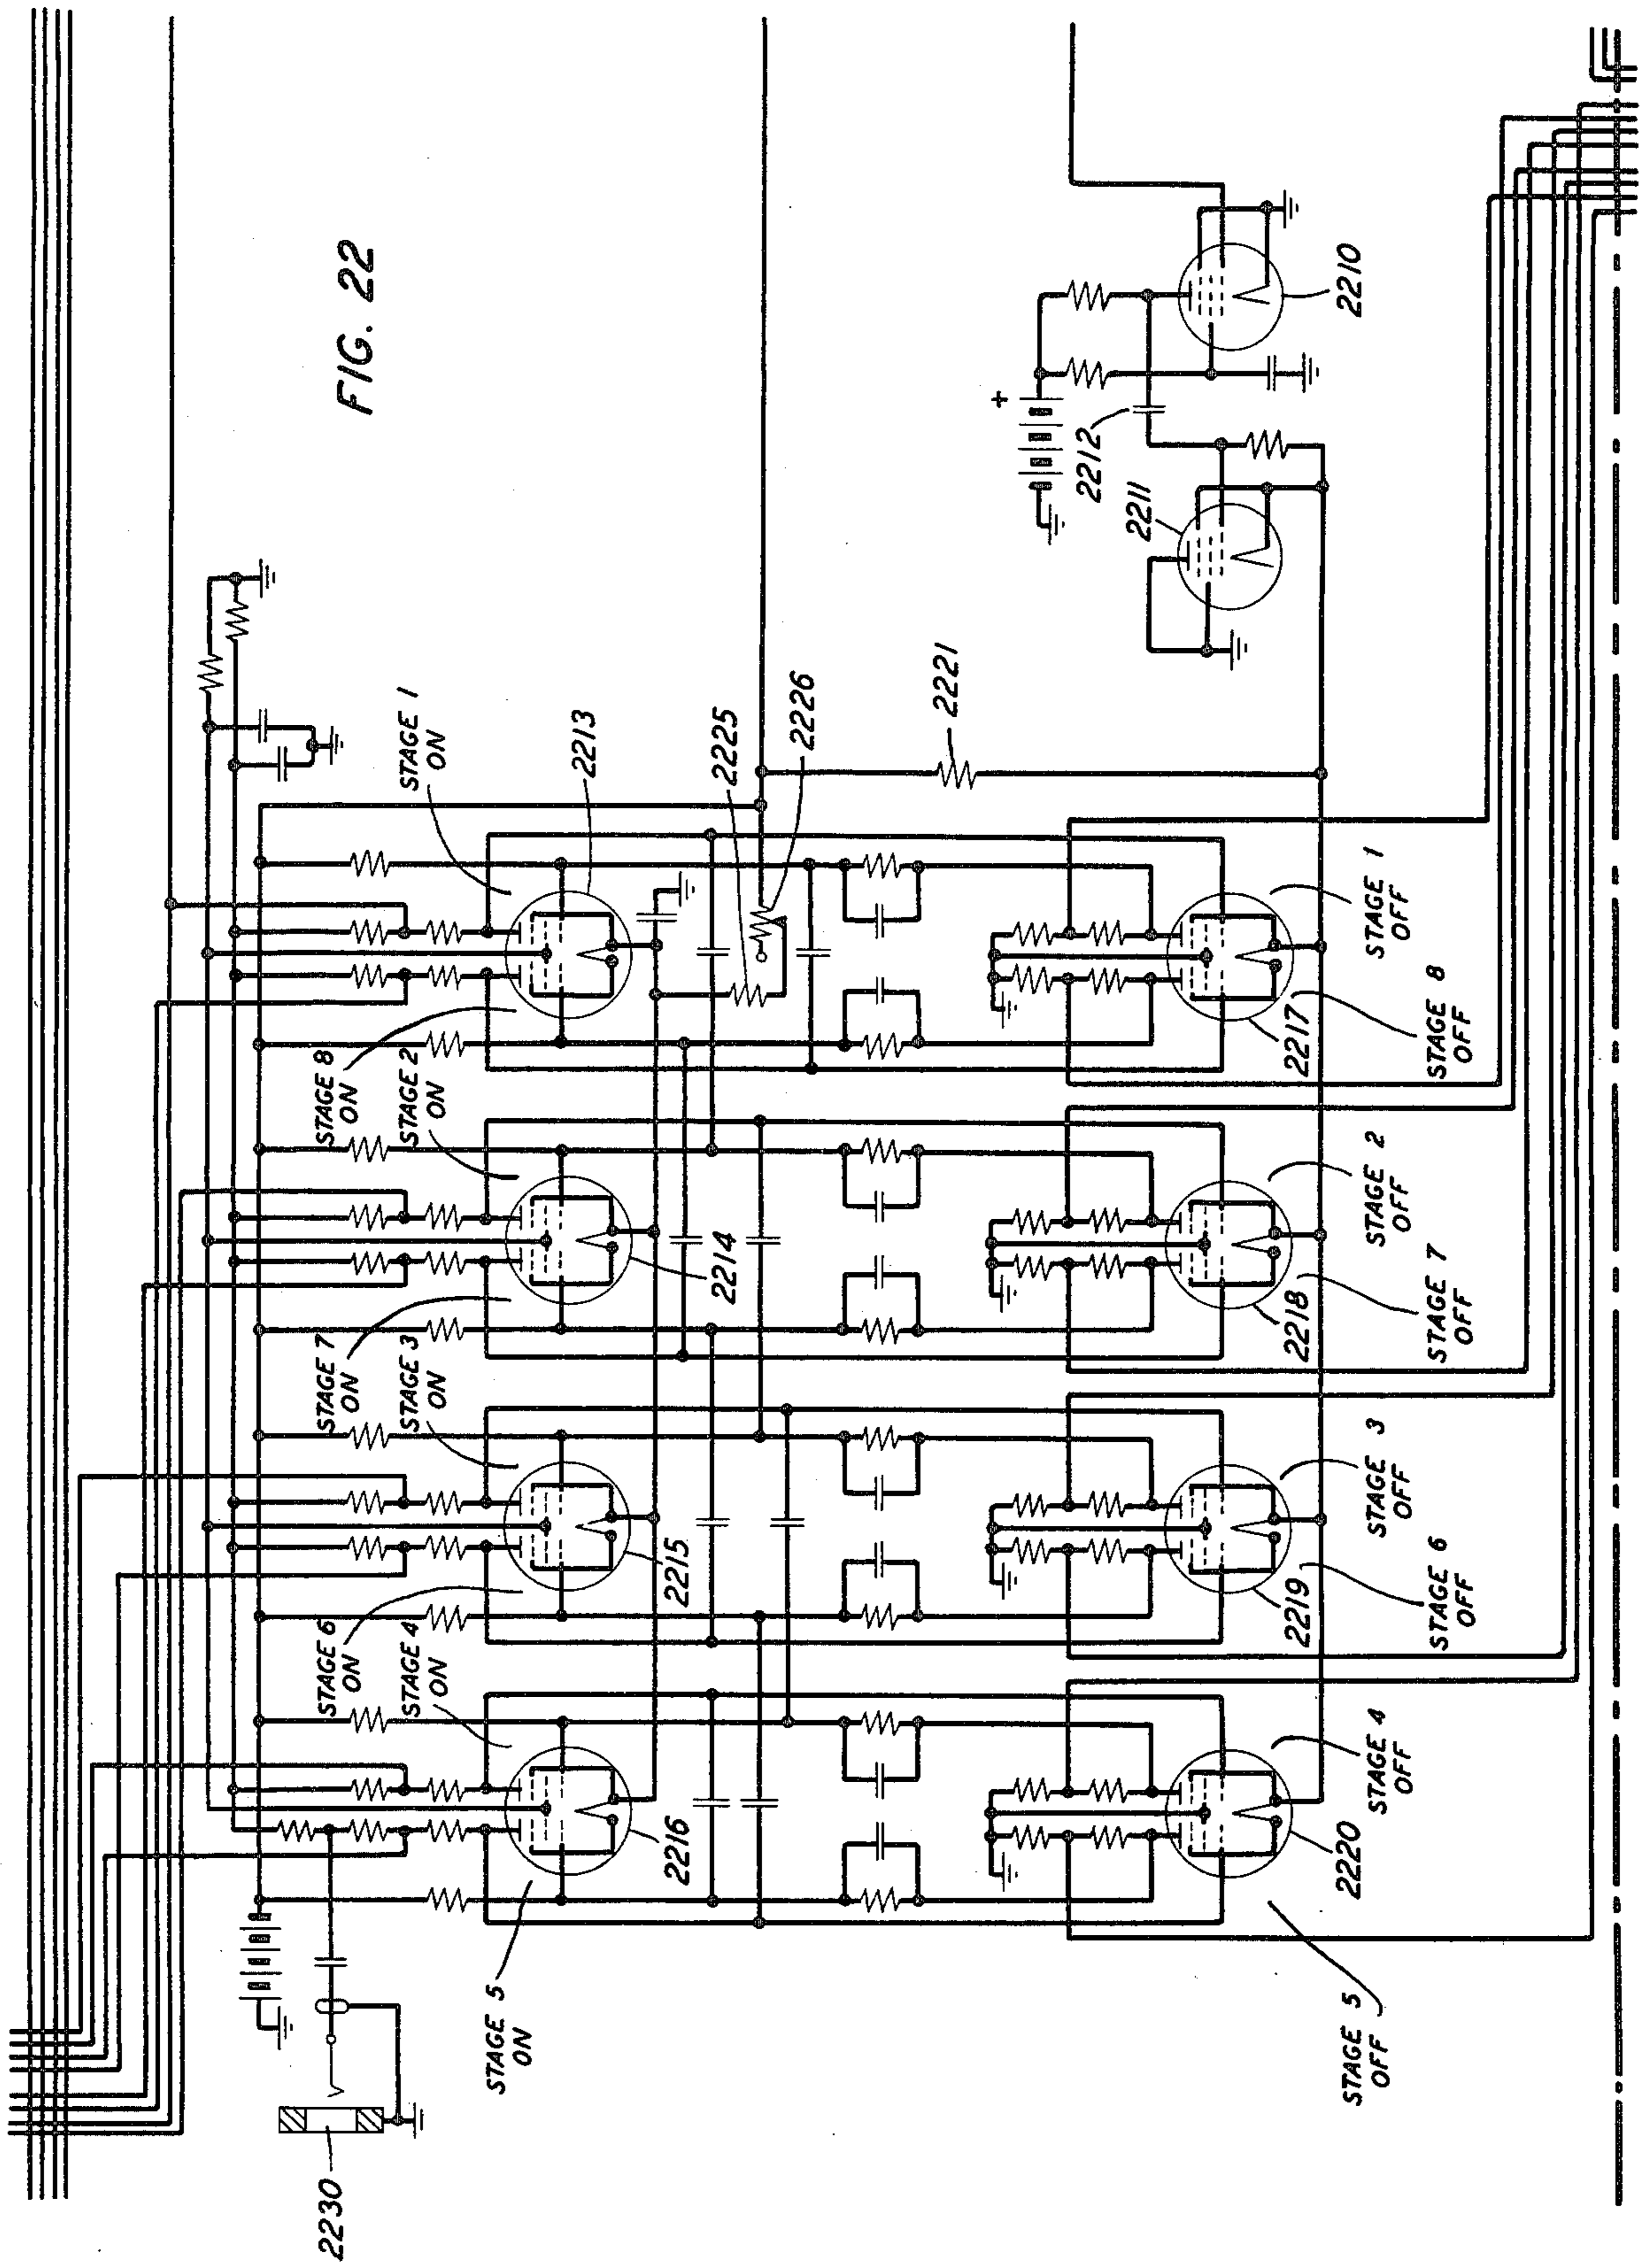 FIG. 22
2230
STAGE 5
ON
STAGE 6
ON
STAGE 4
ON
STAGE 7
ON
STAGE 3
ON
STAGE 8
ON
STAGE 2
ON
STAGE 1
ON
2216
2215
2214
2213
2225
2226
2221
+
2212
2211
2210
STAGE 5
OFF
2220
STAGE 4
OFF
STAGE 6
OFF
2219
STAGE 3
OFF
STAGE 7
OFF
2218
STAGE 2
OFF
STAGE 8
OFF
2217
STAGE 1
OFF